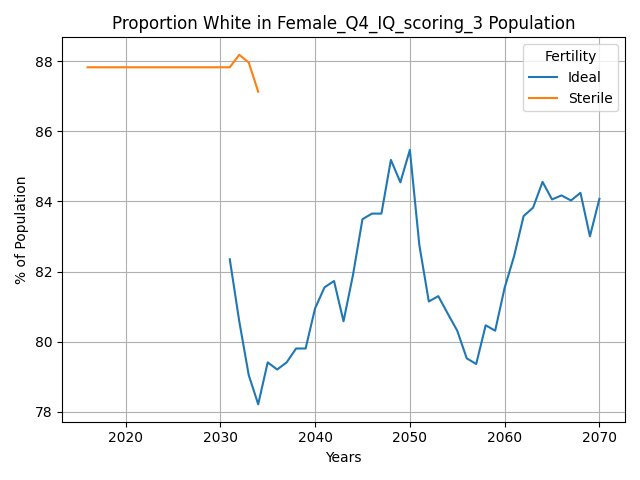 Proportion White in Female_Q4_IQ_scoring_3 Population
Fertility
Ideal
Sterile
% of Population
88
86
84
82
80
78
2020
2030
2040
2050
2060
2070
Years